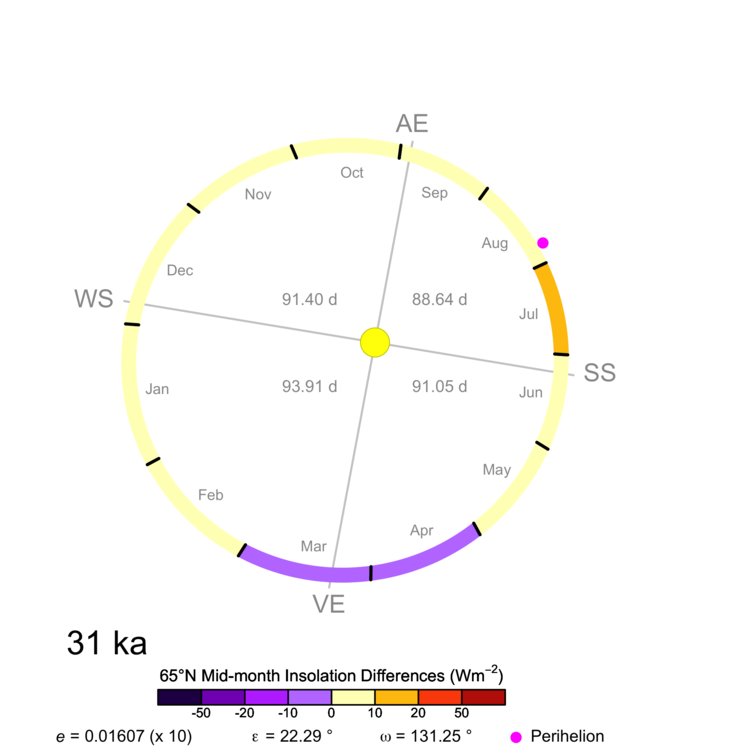 AE
Oct
Nov
Sep
Aug
Dec
WS
91.40 d
88.64 d
Jul
SS
93.91 d
91.05 d
Jan
Jun
May
Feb
Apr
Mar
VE
31 ka
65°N Mid-month Insolation Differences (Wm⁻²)
-50 -20 -10 0 10 20 50
e = 0.01607 (x 10) ε = 22.29 ° ω = 131.25 ° Perihelion